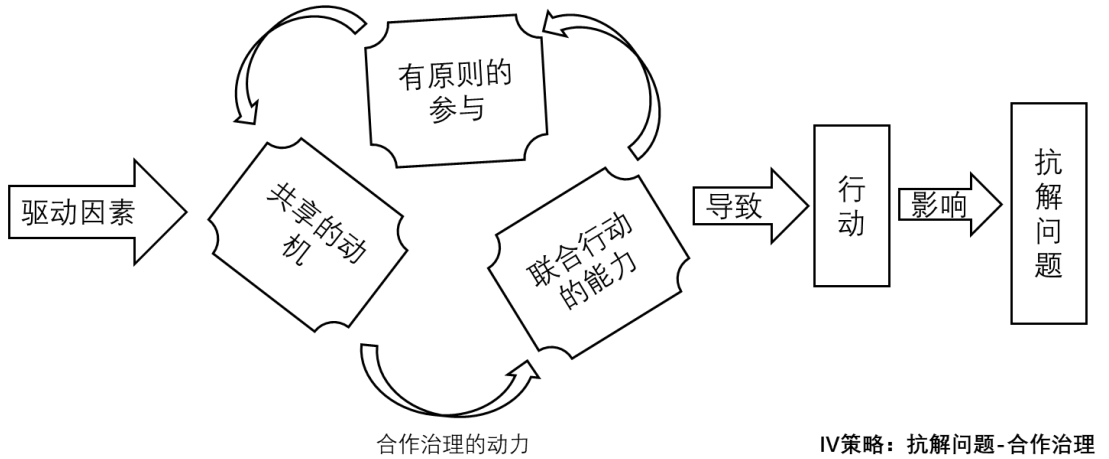 有原则的
参与
驱动因素
共享的动
机
联合行动
的能力
导致
行
动
影响
抗
解
问
题
合作治理的动力
IV策略：抗解问题-合作治理